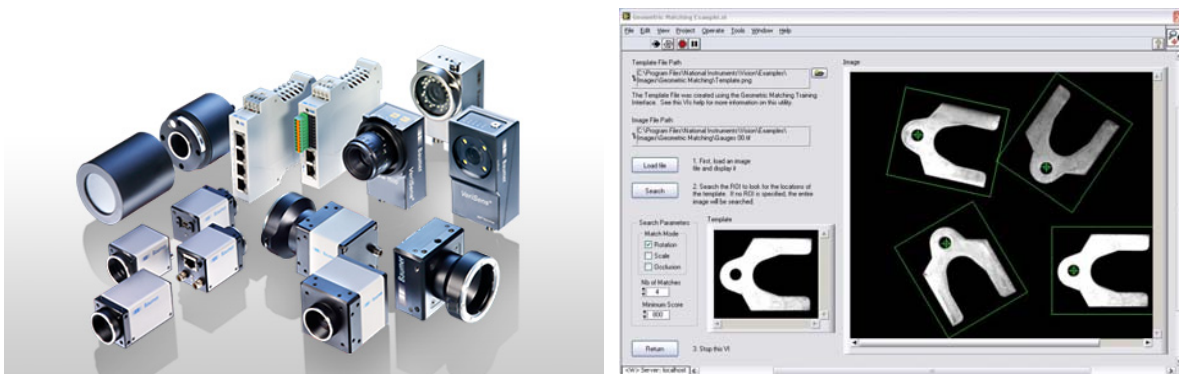 Baumer
VeriSens
Geometric Matching Example.vi
File Edit View Project Operate Tools Window Help
Template File Path
C:\Program Files\National Instruments\Vision\Examples\
Images\Geometric Matching\Template.png
The Template File was created using the Geometric Matching Training
Interface. See this VIs help for more information on this utility.
Image File Path
C:\Program Files\National Instruments\Vision\Examples\
Images\Geometric Matching\Gauges 00.tif
Load file
1. First, load an image
file and display it
Search
2. Search the ROI to look for the locations of
the template. If no ROI is specified, the entire
image will be searched.
Search Parameters
Match Mode
Rotation
Scale
Occlusion
Nb of Matches
4
Minimum Score
800
Template
Return
3. Stop this VI
Image
Server: localhost